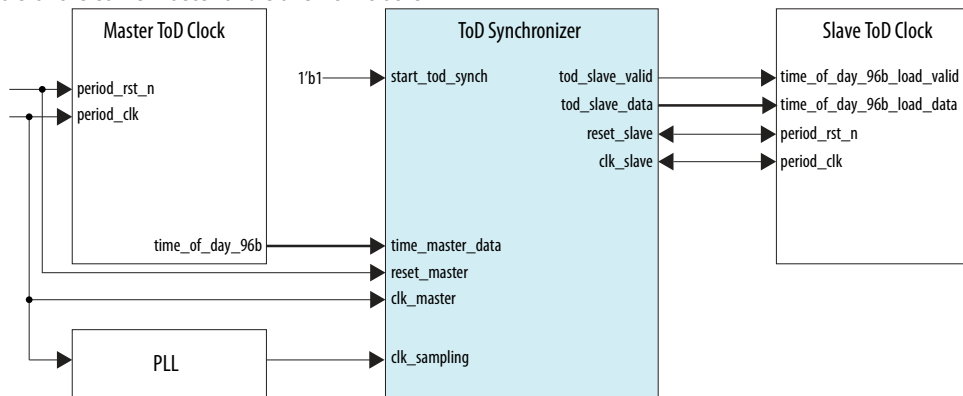 Master ToD Clock
ToD Synchronizer
Slave ToD Clock
period_rst_n
period_clk
time_of_day_96b
1'b1
start_tod_synch
tod_slave_valid
tod_slave_data
reset_slave
clk_slave
time_of_day_96b_load_valid
time_of_day_96b_load_data
period_rst_n
period_clk
time_master_data
reset_master
clk_master
PLL
clk_sampling